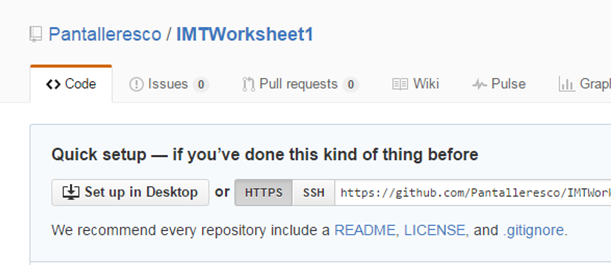 Pantalleresco / IMTWorksheet1
Code Issues 0 Pull requests 0 Wiki Pulse
Quick setup — if you've done this kind of thing before
Set up in Desktop or HTTPS SSH https://github.com/Pantalleresco/IMTWork
We recommend every repository include a README, LICENSE, and .gitignore.